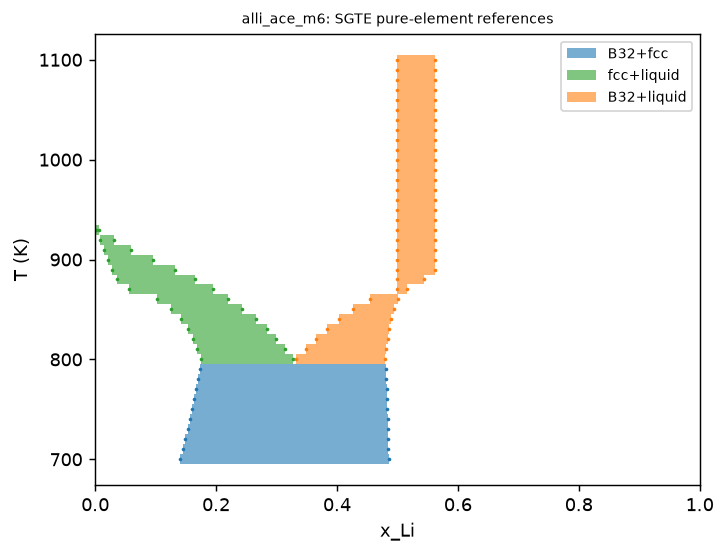 alli_ace_m6: SGTE pure-element references
B32+fcc
fcc+liquid
B32+liquid
1100
1000
900
800
700
T (K)
0.0 0.2 0.4 0.6 0.8 1.0
x_Li